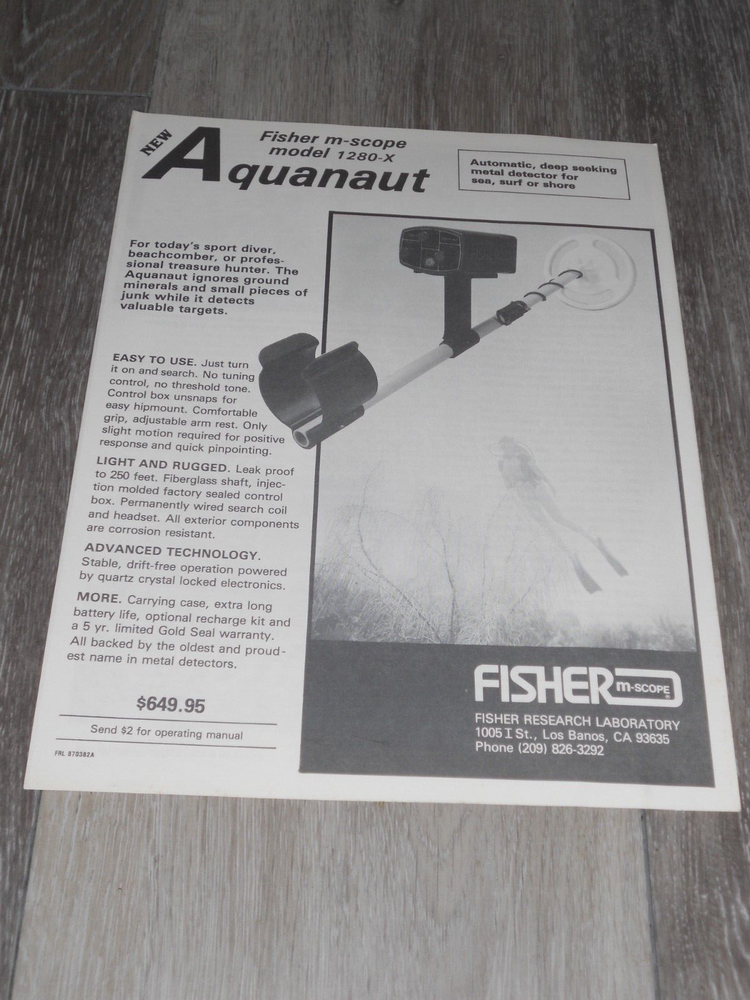 NEW
Fisher m-scope
model 1280-X
Aquanaut
Automatic, deep seeking
metal detector for
sea, surf or shore
For today's sport diver,
beachcomber, or profes-
sional treasure hunter. The
Aquanaut ignores ground
minerals and small pieces of
junk while it detects
valuable targets.
EASY TO USE. Just turn
it on and search. No tuning
control, no threshold tone.
Control box unsnaps for
easy hipmount. Comfortable
grip, adjustable arm rest. Only
slight motion required for positive
response and quick pinpointing.
LIGHT AND RUGGED. Leak proof
to 250 feet. Fiberglass shaft, injec-
tion molded factory sealed control
box. Permanently wired search coil
and headset. All exterior components
are corrosion resistant.
ADVANCED TECHNOLOGY.
Stable, drift-free operation powered
by quartz crystal locked electronics.
MORE. Carrying case, extra long
battery life, optional recharge kit and
a 5 yr. limited Gold Seal warranty.
All backed by the oldest and proud-
est name in metal detectors.
$649.95
Send $2 for operating manual
FRL 870382A
FISHER m-SCOPE®
FISHER RESEARCH LABORATORY
1005 I St., Los Banos, CA 93635
Phone (209) 826-3292